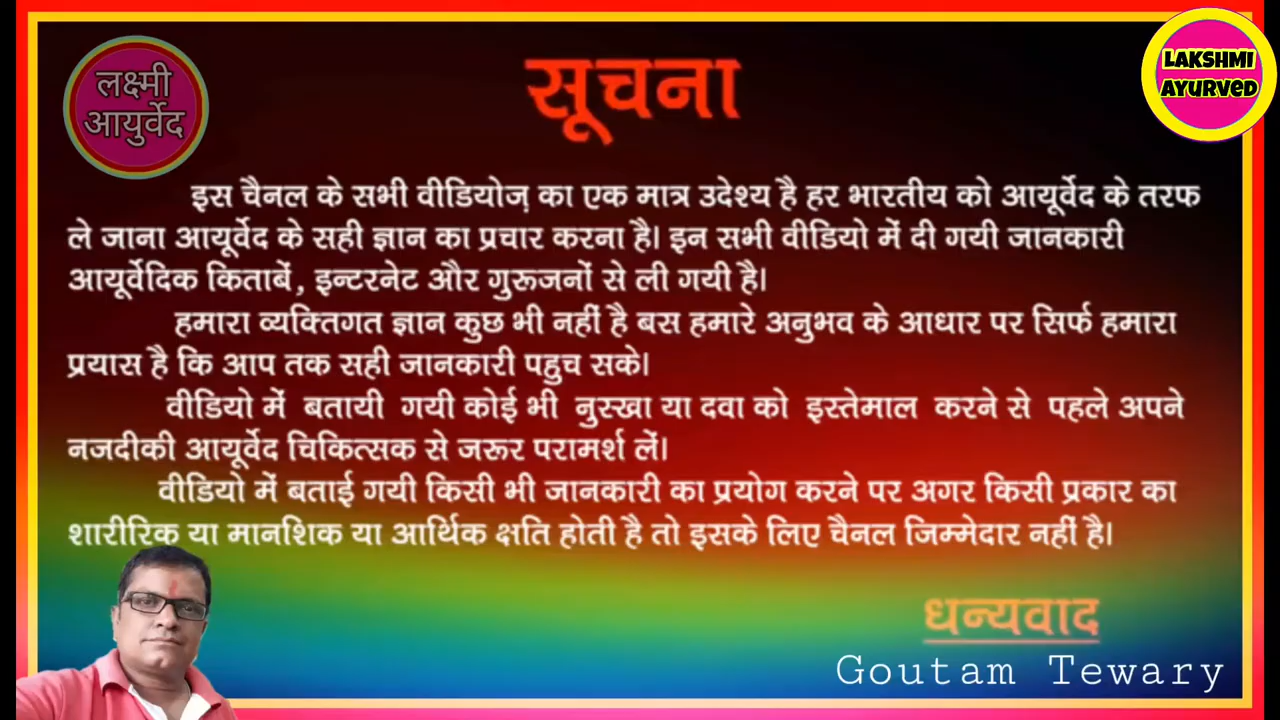 लक्ष्मी
आयुर्वेद
सूचना
LAKSHMI
AYURVED
इस चैनल के सभी वीडियोज़ का एक मात्र उदेश्य है हर भारतीय को आयूर्वेद के तरफ
ले जाना आयूर्वेद के सही ज्ञान का प्रचार करना है। इन सभी वीडियो में दी गयी जानकारी
आयूर्वेदिक किताबें, इन्टरनेट और गुरूजनों से ली गयी है।
हमारा व्यक्तिगत ज्ञान कुछ भी नहीं है बस हमारे अनुभव के आधार पर सिर्फ हमारा
प्रयास है कि आप तक सही जानकारी पहुच सके।
वीडियो में बतायी गयी कोई भी नुस्खा या दवा को इस्तेमाल करने से पहले अपने
नजदीकी आयूर्वेद चिकित्सक से जरूर परामर्श लें।
वीडियो में बताई गयी किसी भी जानकारी का प्रयोग करने पर अगर किसी प्रकार का
शारीरिक या मानशिक या आर्थिक क्षति होती है तो इसके लिए चैनल जिम्मेदार नहीं है।
धन्यवाद
Goutam Tewary